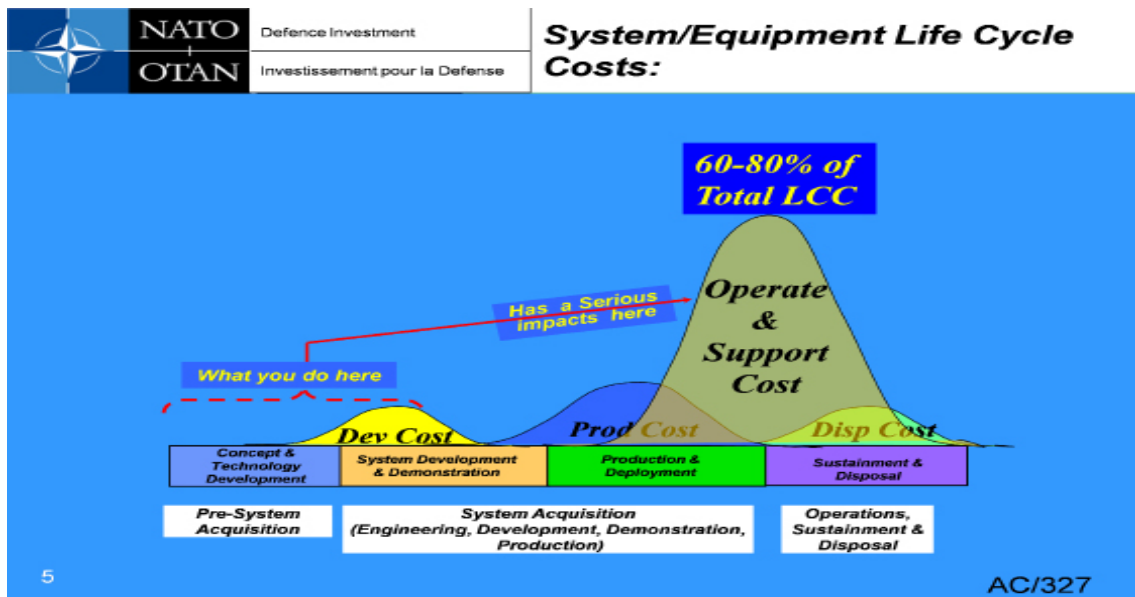 NATO
OTAN
Defence Investment
Investissement pour la Defense
System/Equipment Life Cycle
Costs:
60-80% of
Total LCC
Operate
&
Support
Cost
Has a Serious
impacts here
What you do here
Dev Cost
Prod Cost
Disp Cost
Concept &
Technology
Development
System Development
& Demonstration
Production &
Deployment
Sustainment &
Disposal
Pre-System
Acquisition
System Acquisition
(Engineering, Development, Demonstration,
Production)
Operations,
Sustainment &
Disposal
5
AC/327